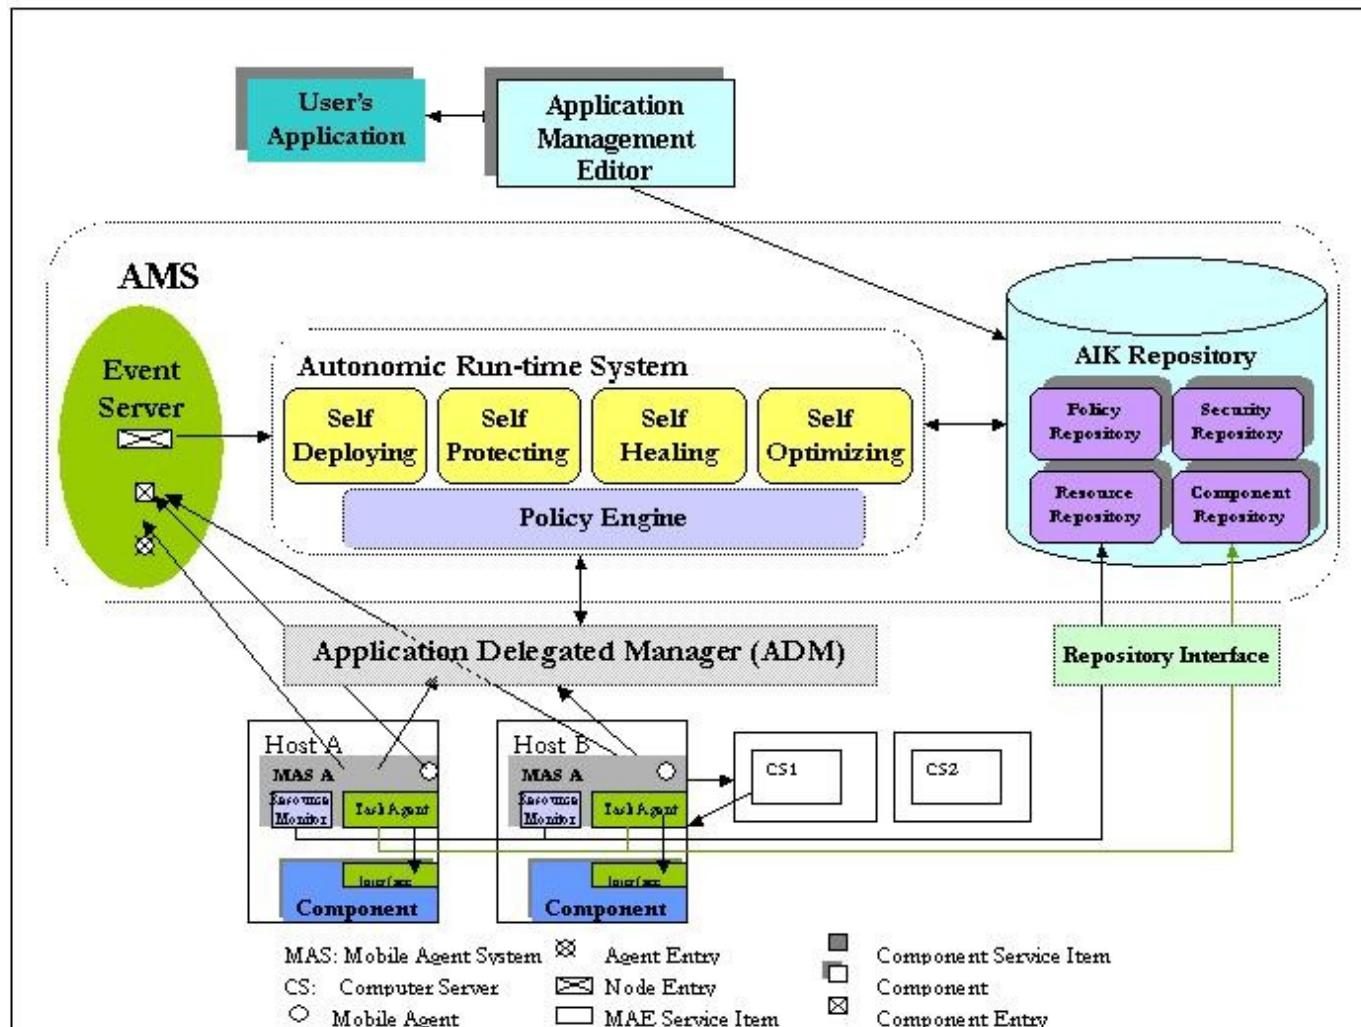 User's
Application
Application
Management
Editor
AMS
Event
Server
Autonomic Run-time System
Self
Deploying
Self
Protecting
Self
Healing
Self
Optimizing
Policy Engine
AIK Repository
Policy
Repository
Security
Repository
Resource
Repository
Component
Repository
Application Delegated Manager (ADM)
Repository Interface
Host A
MAS A
Resource
Monitor
Task Agent
Interface
Component
Host B
MAS A
Resource
Monitor
Task Agent
Interface
Component
CS1
CS2
MAS: Mobile Agent System
CS: Computer Server
Mobile Agent
Agent Entry
Node Entry
MAE Service Item
Component Service Item
Component
Component Entry